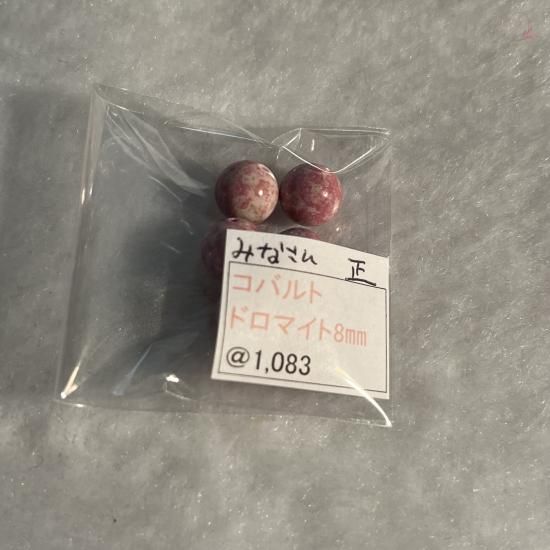 みなさん 正
コバルト
ドロマイト8mm
@1,083